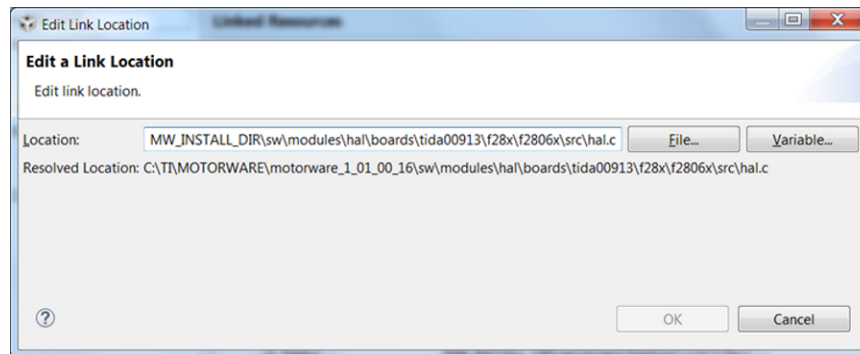 Edit Link Location
Linked Resources
Edit a Link Location
Edit link location.
Location: MW_INSTALL_DIR\sw\modules\hal\boards\tida00913\f28x\f2806x\src\hal.c File... Variable...
Resolved Location: C:\TI\MOTORWARE\motorware_1_01_00_16\sw\modules\hal\boards\tida00913\f28x\f2806x\src\hal.c
OK Cancel